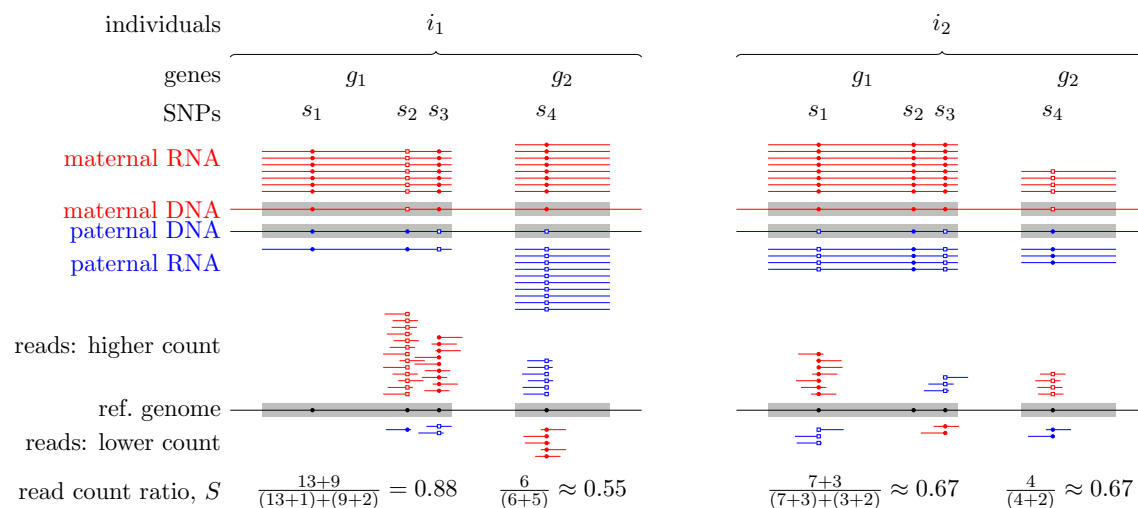 individuals i₁ i₂
genes g₁ g₂ g₁ g₂
SNPs s₁ s₂ s₃ s₄ s₁ s₂ s₃ s₄
maternal RNA
maternal DNA
paternal DNA
paternal RNA
reads: higher count
ref. genome
reads: lower count
read count ratio, S 13+9/(13+1)+(9+2) = 0.88 6/(6+5) ≈ 0.55 7+3/(7+3)+(3+2) ≈ 0.67 4/(4+2) ≈ 0.67